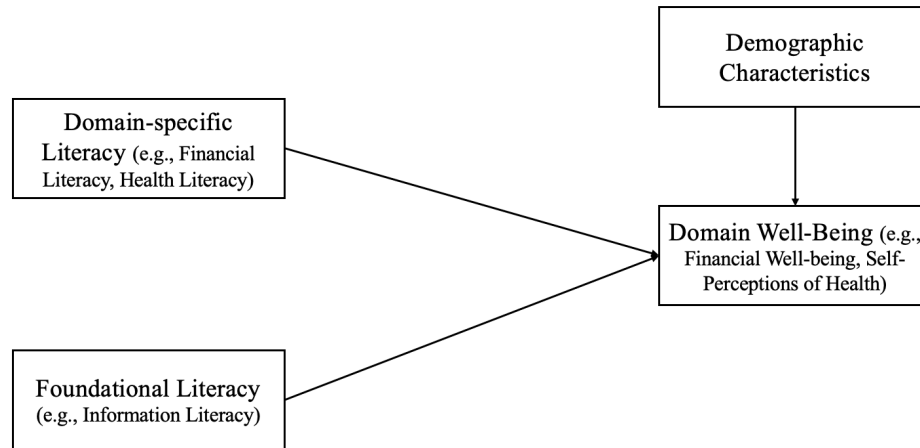 Demographic
Characteristics
Domain-specific
Literacy (e.g., Financial
Literacy, Health Literacy)
Domain Well-Being (e.g.,
Financial Well-being, Self-
Perceptions of Health)
Foundational Literacy
(e.g., Information Literacy)